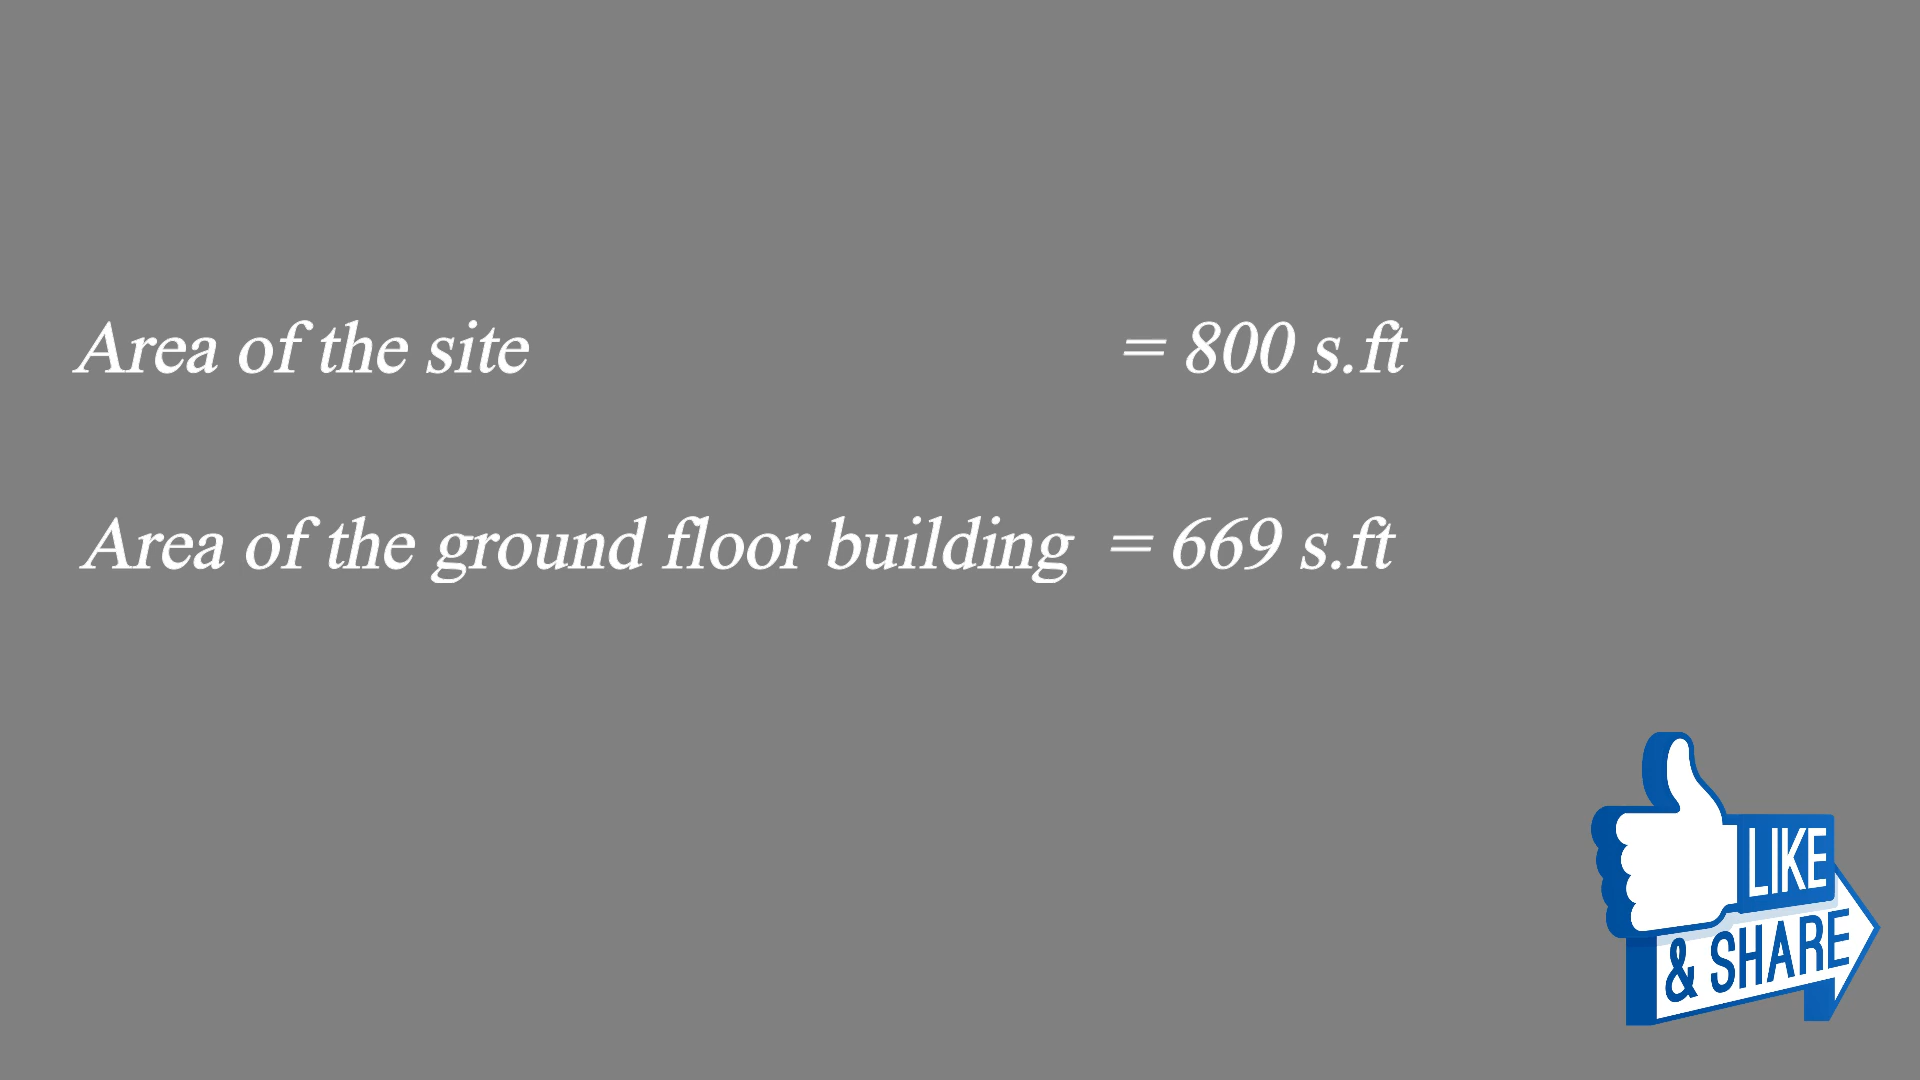 Area of the site = 800 s.ft
Area of the ground floor building = 669 s.ft
LIKE
& SHARE